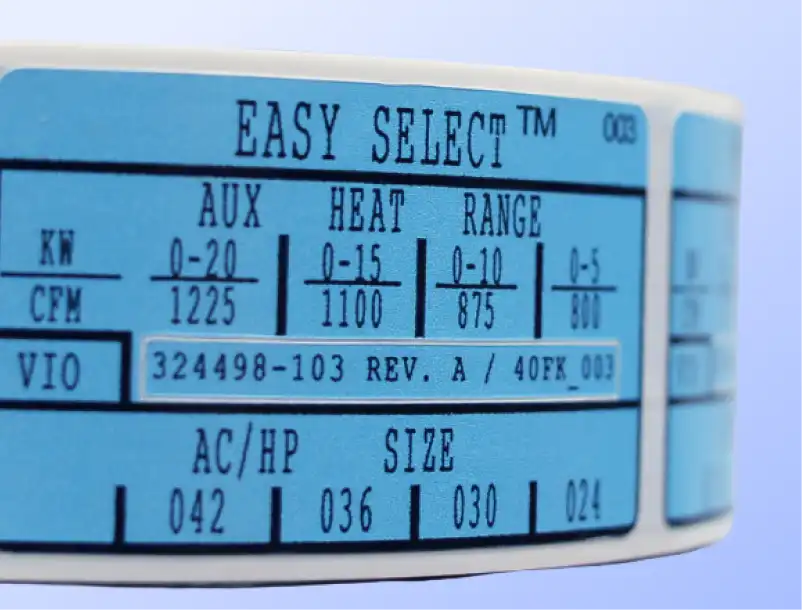 EASY SELECT™ 003
AUX HEAT RANGE
KW 0-20 0-15 0-10 0-5
CFM 1225 1100 875 800
VIO 324498-103 REV. A / 40FK_003
AC/HP SIZE
042 036 030 024